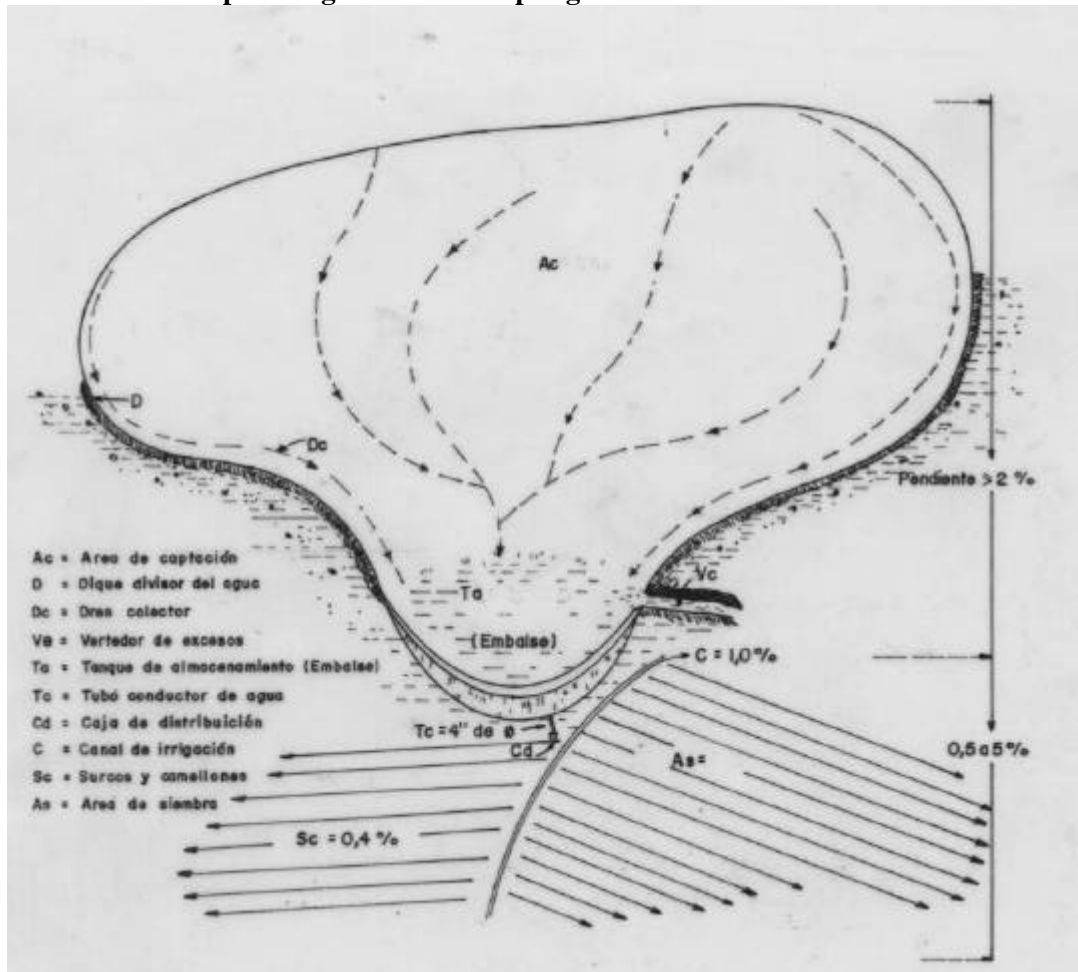 Ac
D
Dc
Pendiente > 2 %
Ac = Area de captación
D = Dique divisor del agua
Dc = Dren colector
Ve = Vertedor de excesos
Ta = Tanque de almacenamiento (Embalse)
Tc = Tubo conductor de agua
Cd = Caja de distribuición
C = Canal de irrigación
Sc = Surcos y camellones
As = Area de siembra
Ta
(Embalse)
Vc
C = 1,0 %
Tc = 4" de ø
Cd
As =
0,5 a 5 %
Sc = 0,4 %